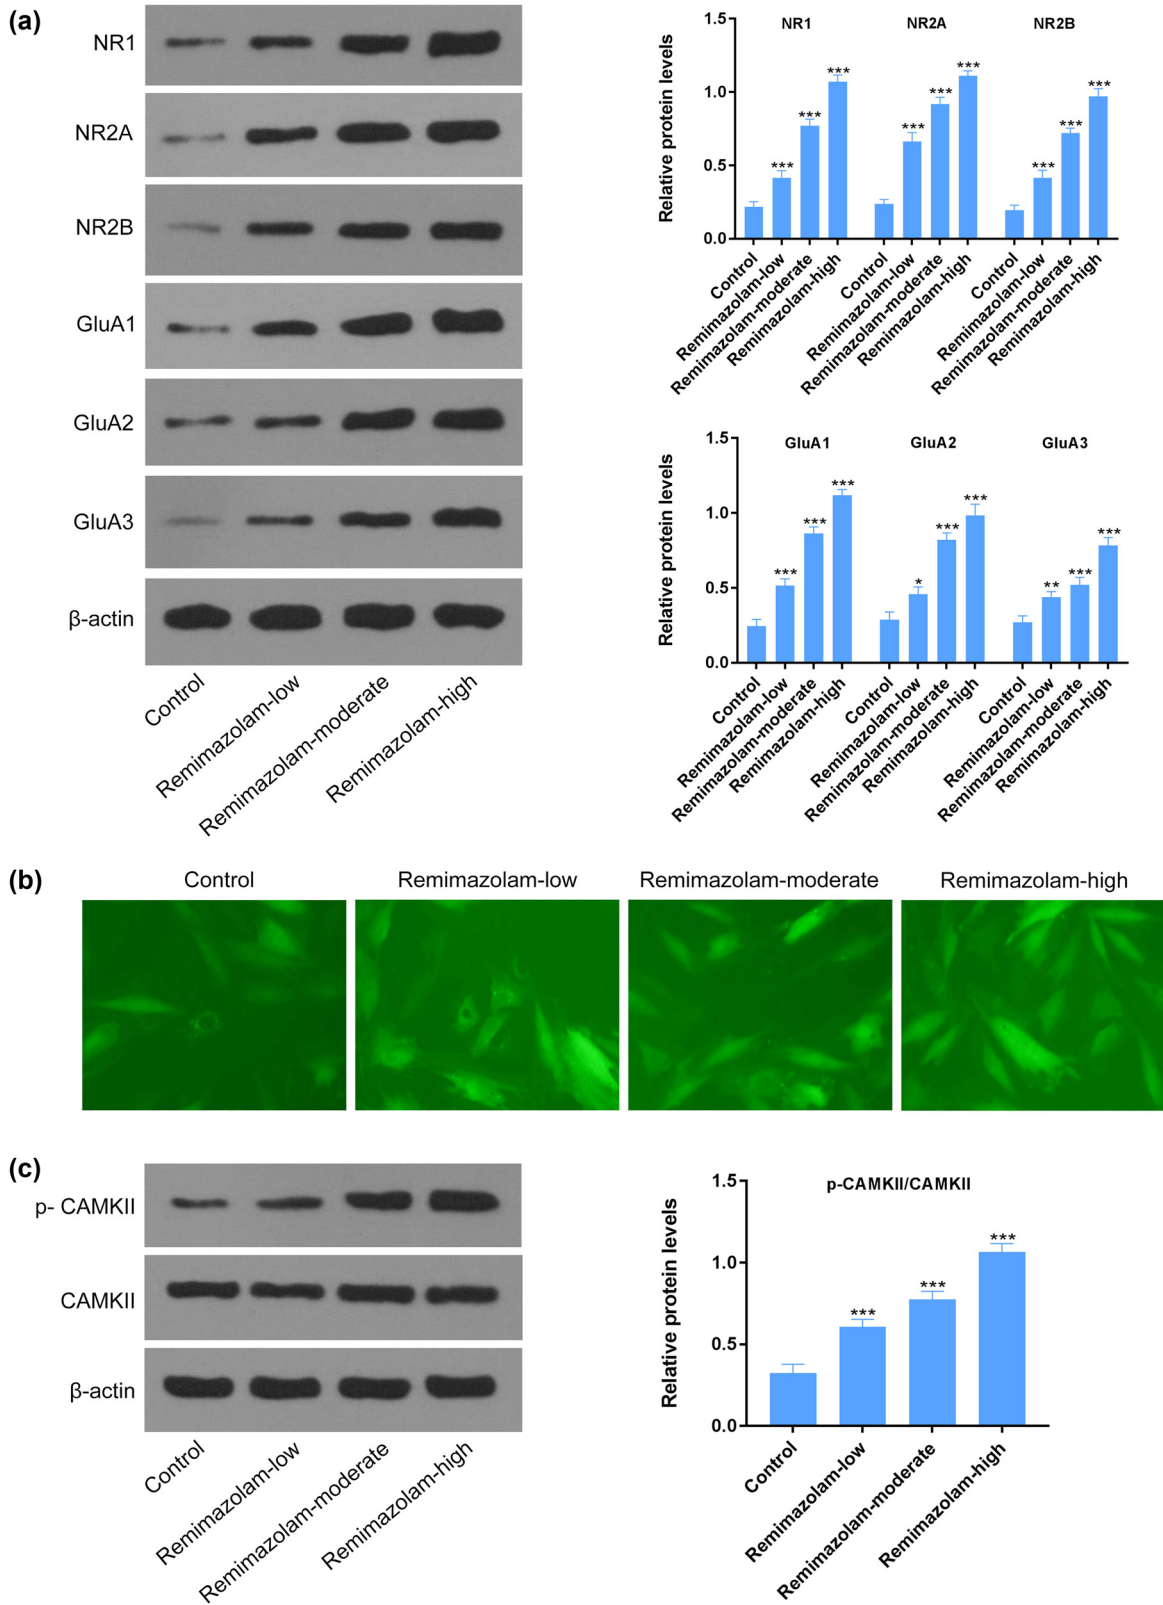 (a)
NR1
NR2A
NR2B
GluA1
GluA2
GluA3
β-actin
Control
Remimazolam-low
Remimazolam-moderate
Remimazolam-high
1.5
1.0
0.5
0.0
Relative protein levels
NR1
NR2A
NR2B
***
***
***
***
***
***
***
***
***
Control
Remimazolam-low
Remimazolam-moderate
Remimazolam-high
Control
Remimazolam-low
Remimazolam-moderate
Remimazolam-high
Control
Remimazolam-low
Remimazolam-moderate
Remimazolam-high
1.5
1.0
0.5
0.0
Relative protein levels
GluA1
GluA2
GluA3
***
***
***
*
***
***
**
***
***
Control
Remimazolam-low
Remimazolam-moderate
Remimazolam-high
Control
Remimazolam-low
Remimazolam-moderate
Remimazolam-high
Control
Remimazolam-low
Remimazolam-moderate
Remimazolam-high
(b)
Control
Remimazolam-low
Remimazolam-moderate
Remimazolam-high
(c)
p- CAMKII
CAMKII
β-actin
Control
Remimazolam-low
Remimazolam-moderate
Remimazolam-high
1.5
1.0
0.5
0.0
Relative protein levels
p-CAMKII/CAMKII
***
***
***
Control
Remimazolam-low
Remimazolam-moderate
Remimazolam-high